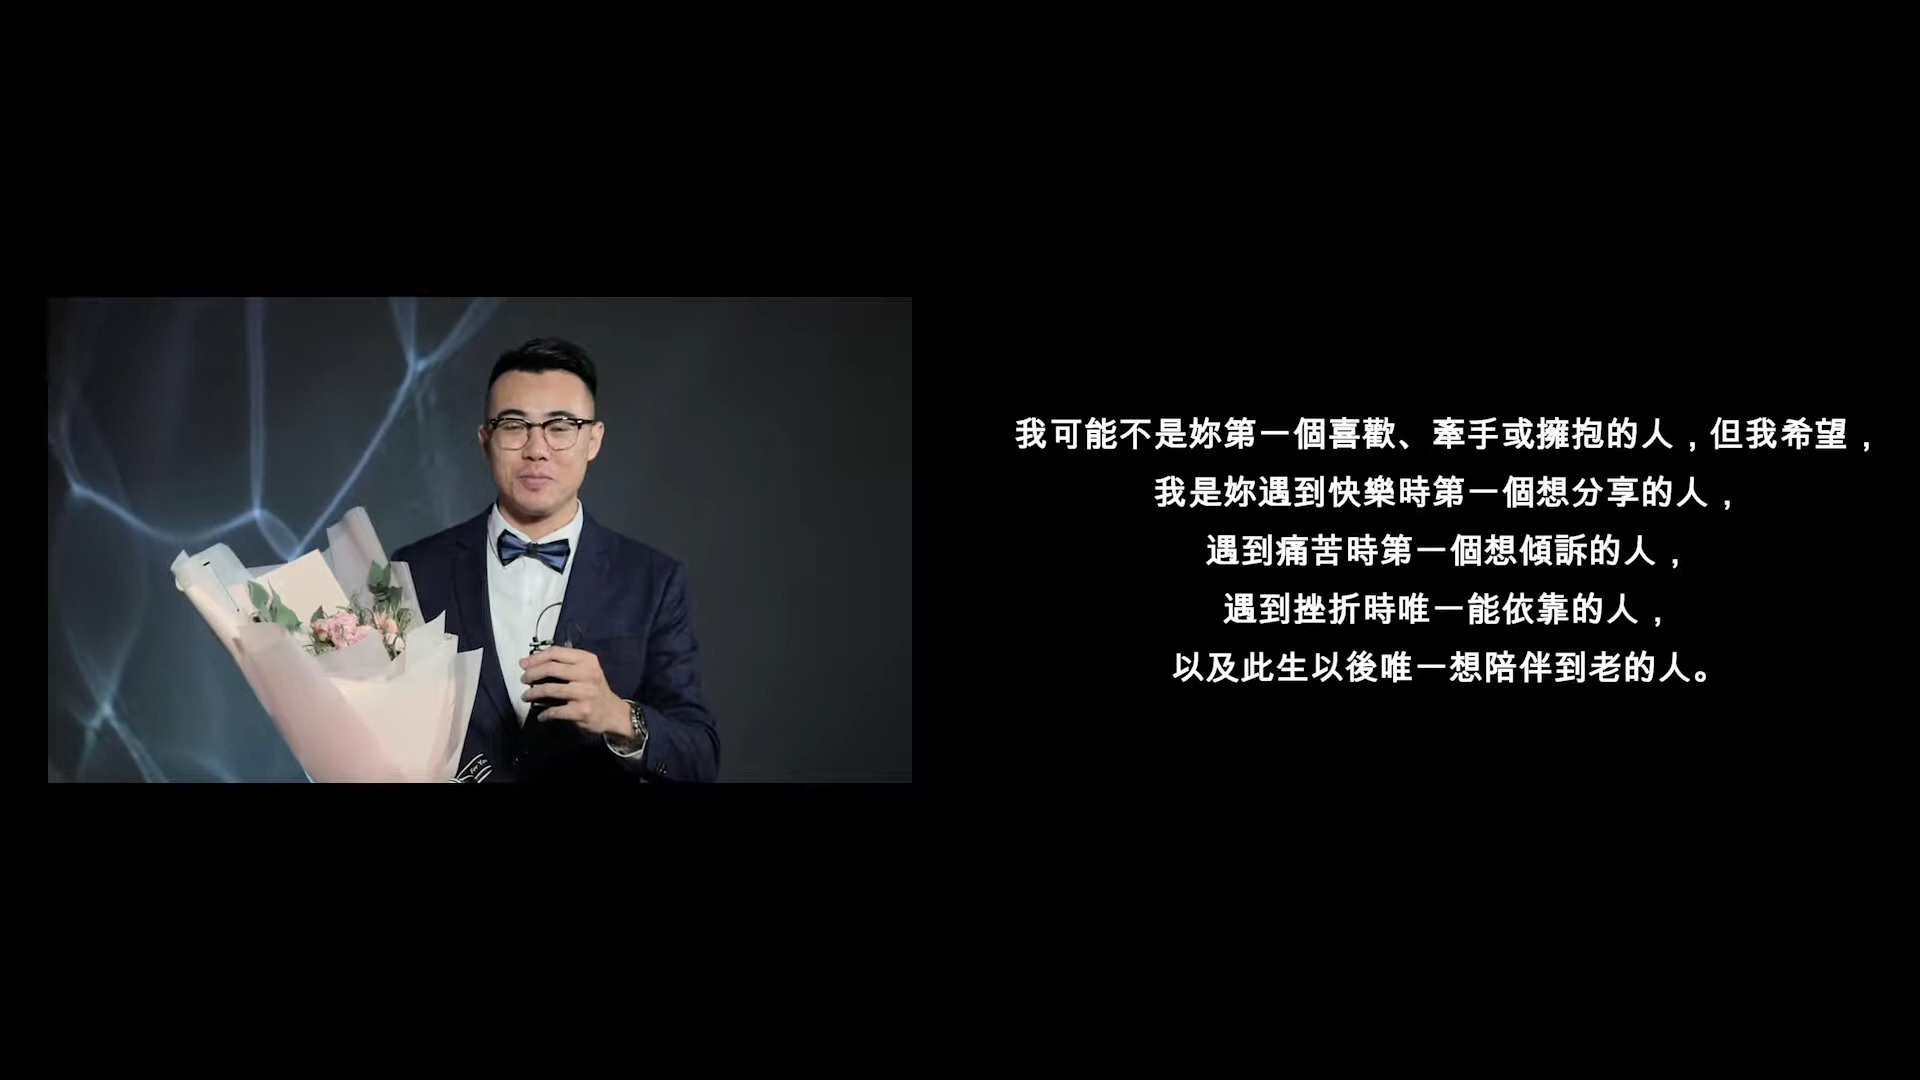 我可能不是妳第一個喜歡、牽手或擁抱的人，但我希望，
我是妳遇到快樂時第一個想分享的人，
遇到痛苦時第一個想傾訴的人，
遇到挫折時唯一能依靠的人，
以及此生以後唯一想陪伴到老的人。
For You